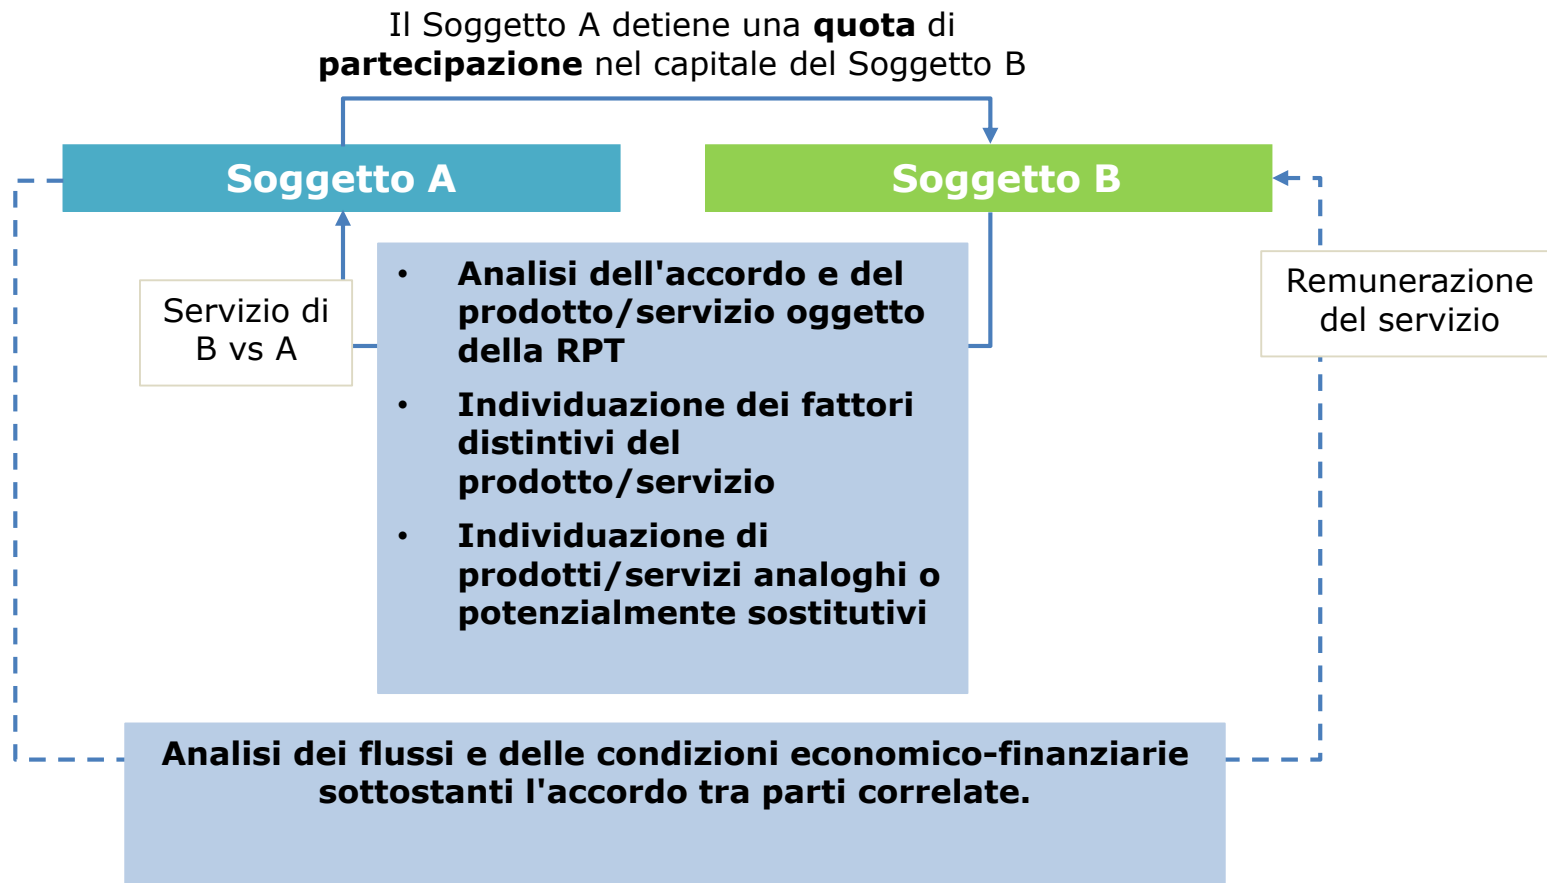 Il Soggetto A detiene una quota di
partecipazione nel capitale del Soggetto B
Soggetto A
Soggetto B
Servizio di
B vs A
• Analisi dell'accordo e del
prodotto/servizio oggetto
della RPT
• Individuazione dei fattori
distintivi del
prodotto/servizio
• Individuazione di
prodotti/servizi analoghi o
potenzialmente sostitutivi
Remunerazione
del servizio
Analisi dei flussi e delle condizioni economico-finanziarie
sottostanti l'accordo tra parti correlate.